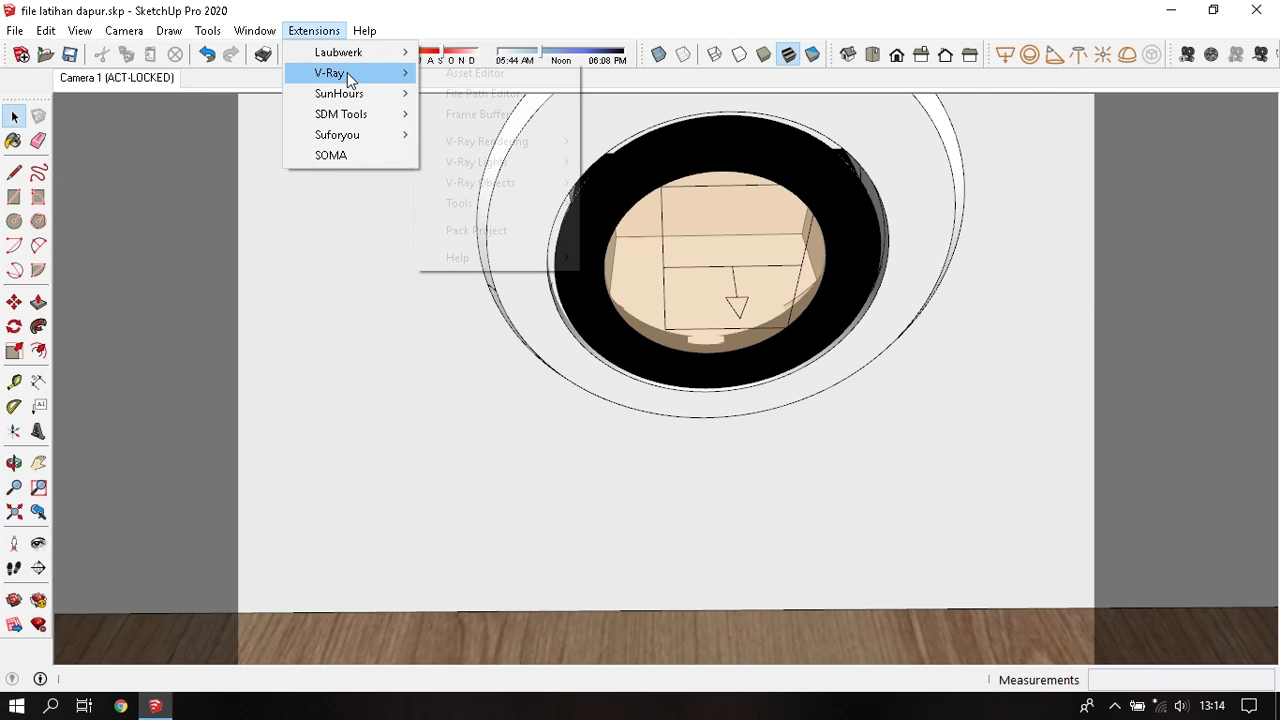 file latihan dapur.skp - SketchUp Pro 2020
File Edit View Camera Draw Tools Window Extensions Help
05:44 AM Noon 06:08 PM
Camera 1 (ACT-LOCKED)
Laubwerk
V-Ray
SunHours
SDM Tools
Suforyou
SOMA
Asset Editor
File Path Editor
Frame Buffer
V-Ray Rendering
V-Ray Lights
V-Ray Objects
Tools
Pack Project
Help
Measurements
13:14